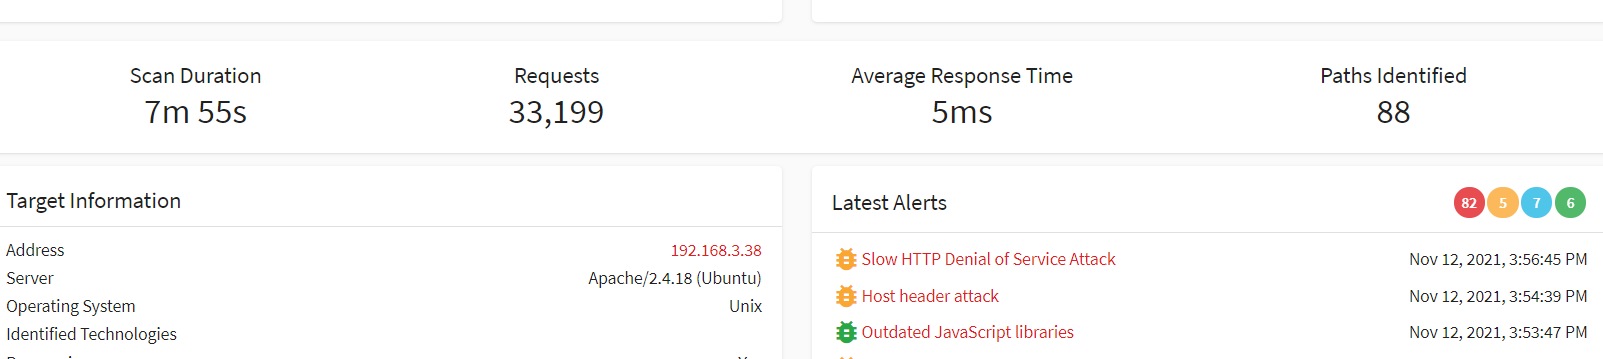 Scan Duration
7m 55s
Requests
33,199
Average Response Time
5ms
Paths Identified
88
Target Information
Address 192.168.3.38
Server Apache/2.4.18 (Ubuntu)
Operating System Unix
Identified Technologies
Latest Alerts 82 5 7 6
Slow HTTP Denial of Service Attack Nov 12, 2021, 3:56:45 PM
Host header attack Nov 12, 2021, 3:54:39 PM
Outdated JavaScript libraries Nov 12, 2021, 3:53:47 PM